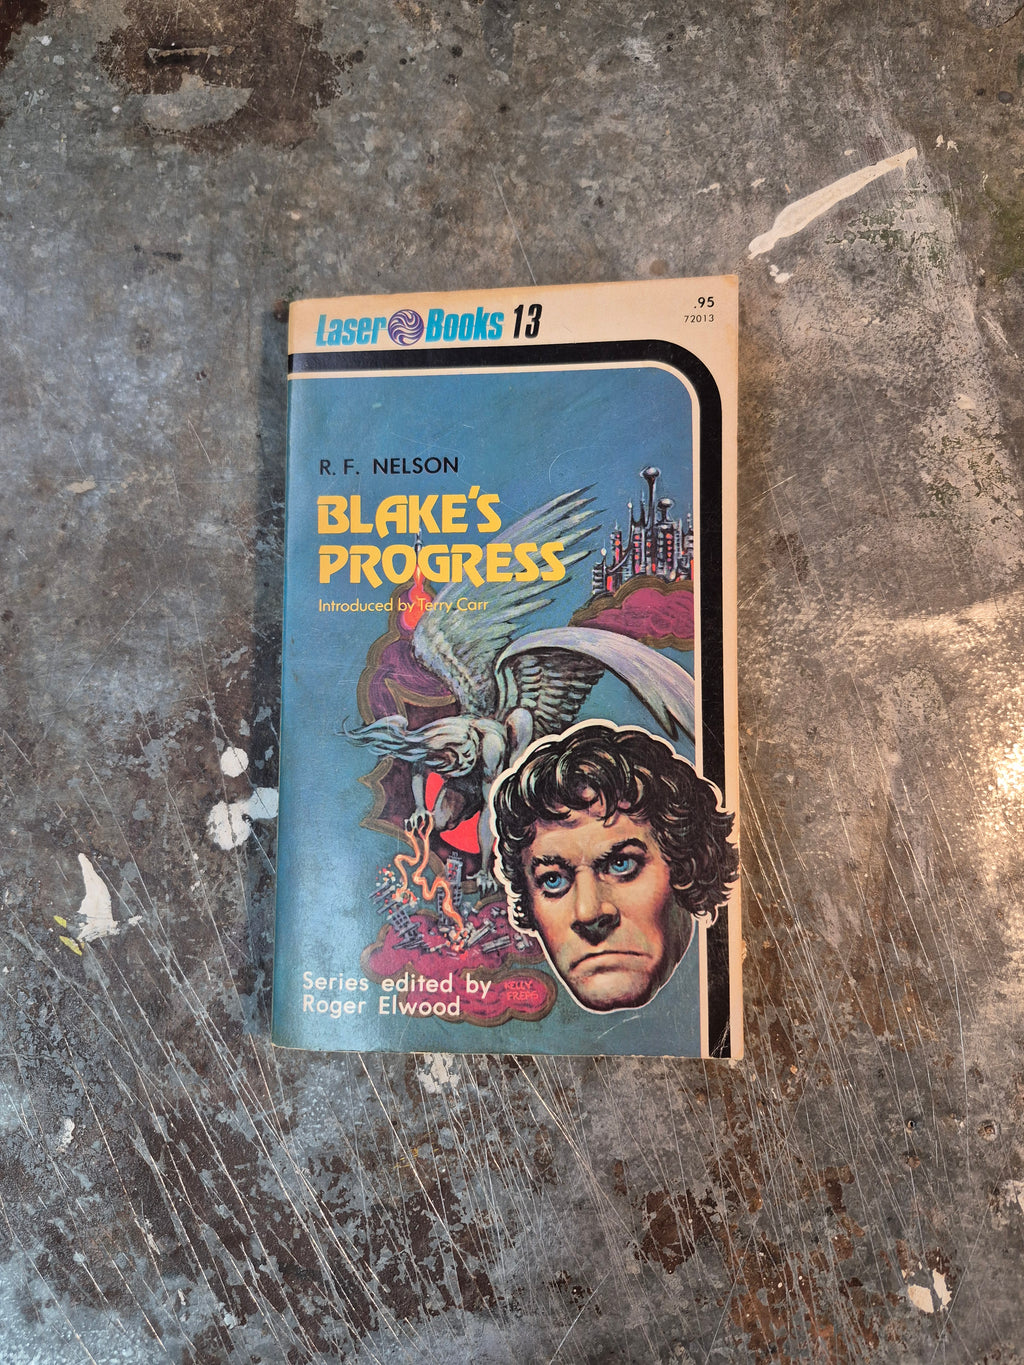 Laser Books 13
.95
72013
R. F. NELSON
BLAKE'S
PROGRESS
Introduced by Terry Carr
Series edited by
Roger Elwood
KELLY
FREAS